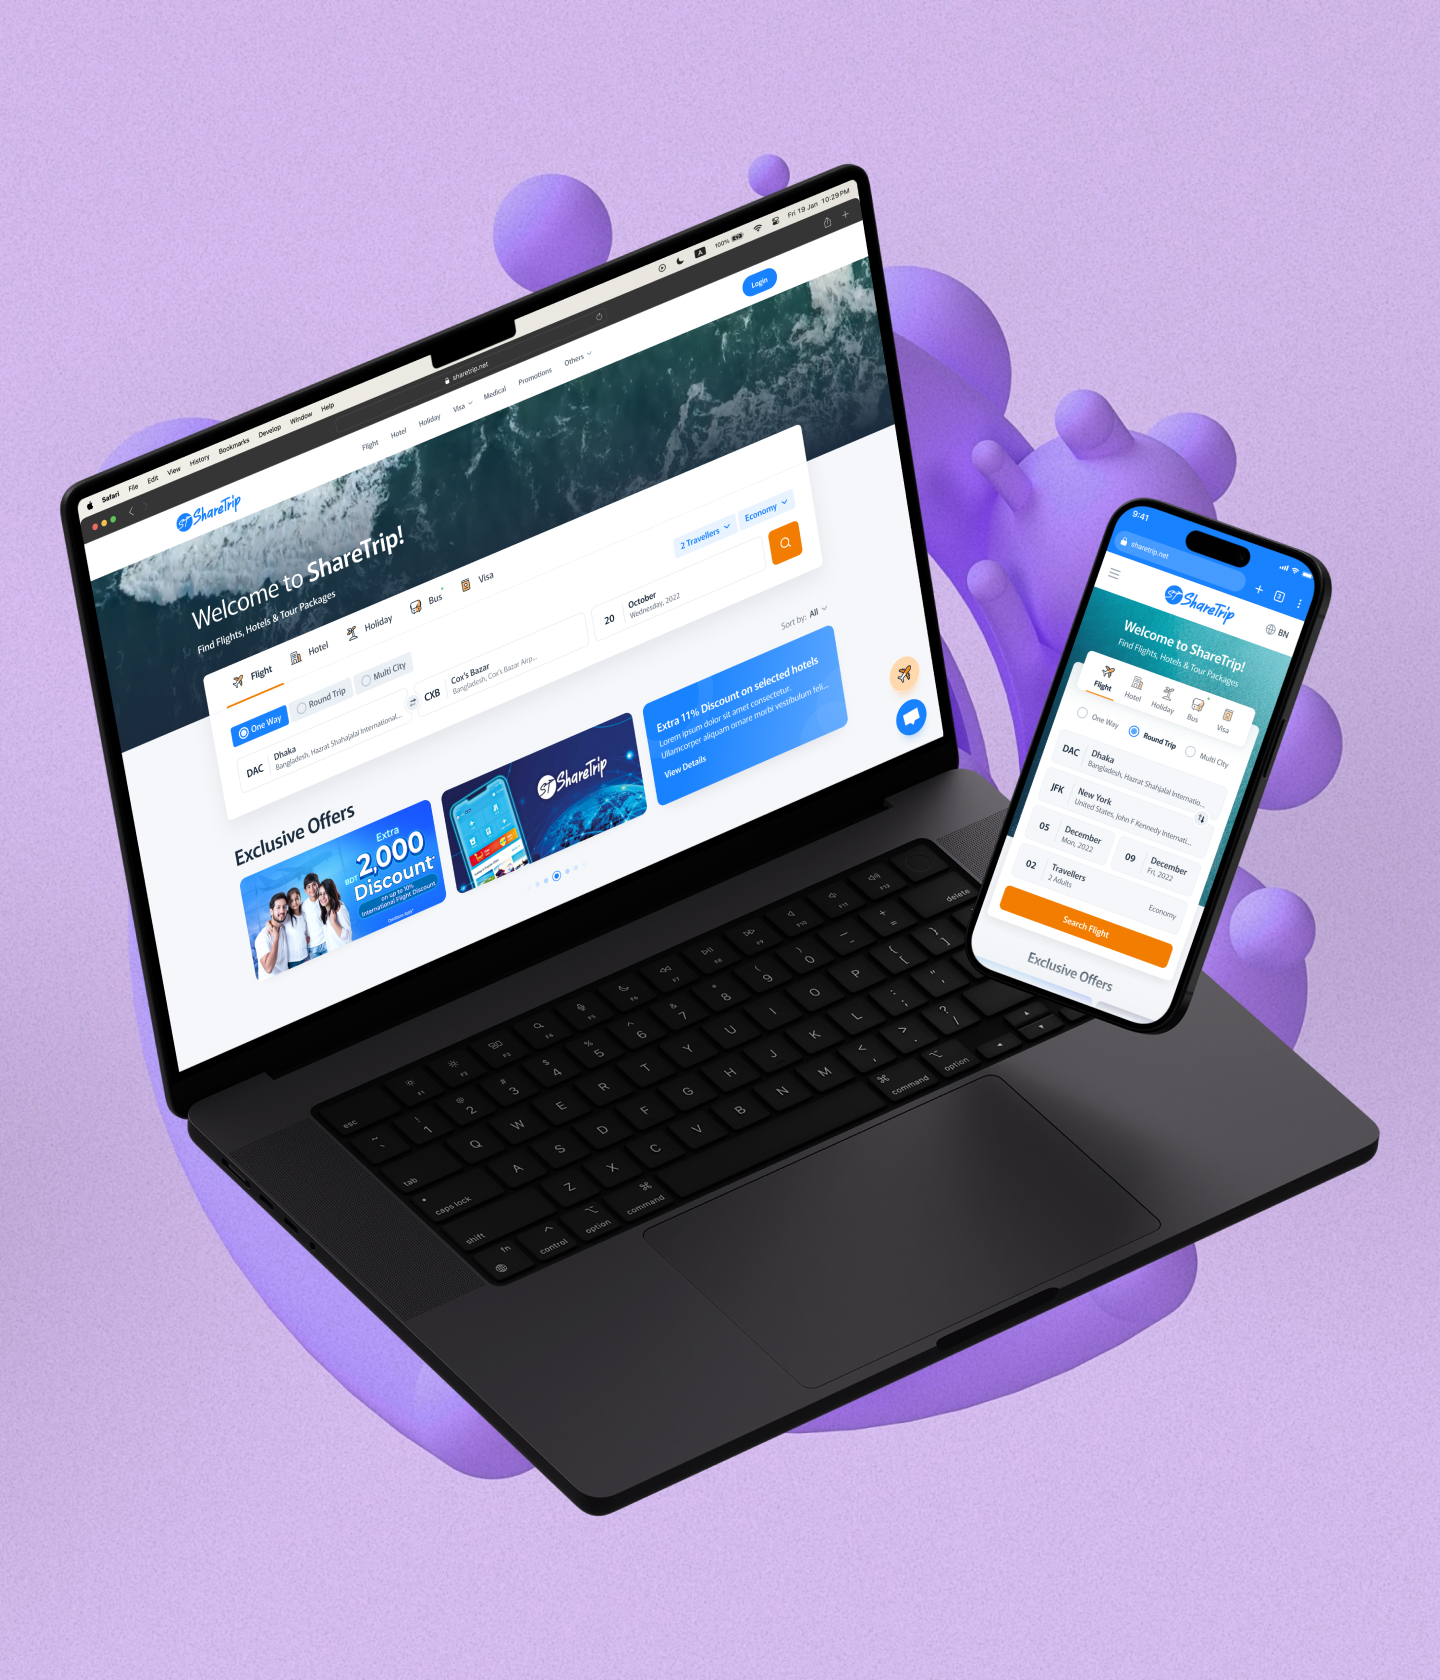 Safari File Edit View History Bookmarks Develop Window Help
100% Fri 19 Jan 10:29PM
sharetrip.net
ST ShareTrip
Flight Hotel Holiday Visa Medical Promotions Others
Login
Welcome to ShareTrip!
Find Flights, Hotels & Tour Packages
Flight Hotel Holiday Bus Visa
One Way Round Trip Multi City
2 Travellers Economy
DAC Dhaka
Bangladesh, Hazrat Shahajalal International...
CXB Cox's Bazar
Bangladesh, Cox's Bazar Airp...
20 October
Wednesday, 2022
Exclusive Offers
Sort by: All
Extra
BDT 2,000
Discount
on up to 10%
International Flight Discount
ST ShareTrip
Extra 11% Discount on selected hotels
Lorem ipsum dolor sit amet consectetur.
Ullamcorper aliquam ornare morbi vestibulum feli...
View Details
esc F1 F2 F3 F4 F5 F6 F7 F8 F9 F10 F11 F12
~ ` ! 1 @ 2 # 3 $ 4 % 5 ^ 6 & 7 * 8 ( 9 ) 0 _ - + = delete
tab Q W E R T Y U I O P { [ } ]
caps lock A S D F G H J K L : ; " '
shift Z X C V B N M < , > . ? /
fn control option command command option
9:41
sharetrip.net
ST ShareTrip
BN
Welcome to ShareTrip!
Find Flights, Hotels & Tour Packages
Flight Hotel Holiday Bus Visa
One Way Round Trip Multi City
DAC Dhaka
Bangladesh, Hazrat Shahjalal Internatio...
JFK New York
United States, John F Kennedy Internati...
05 December
Mon, 2022
09 December
Fri, 2022
02 Travellers
2 Adults
Economy
Search Flight
Exclusive Offers